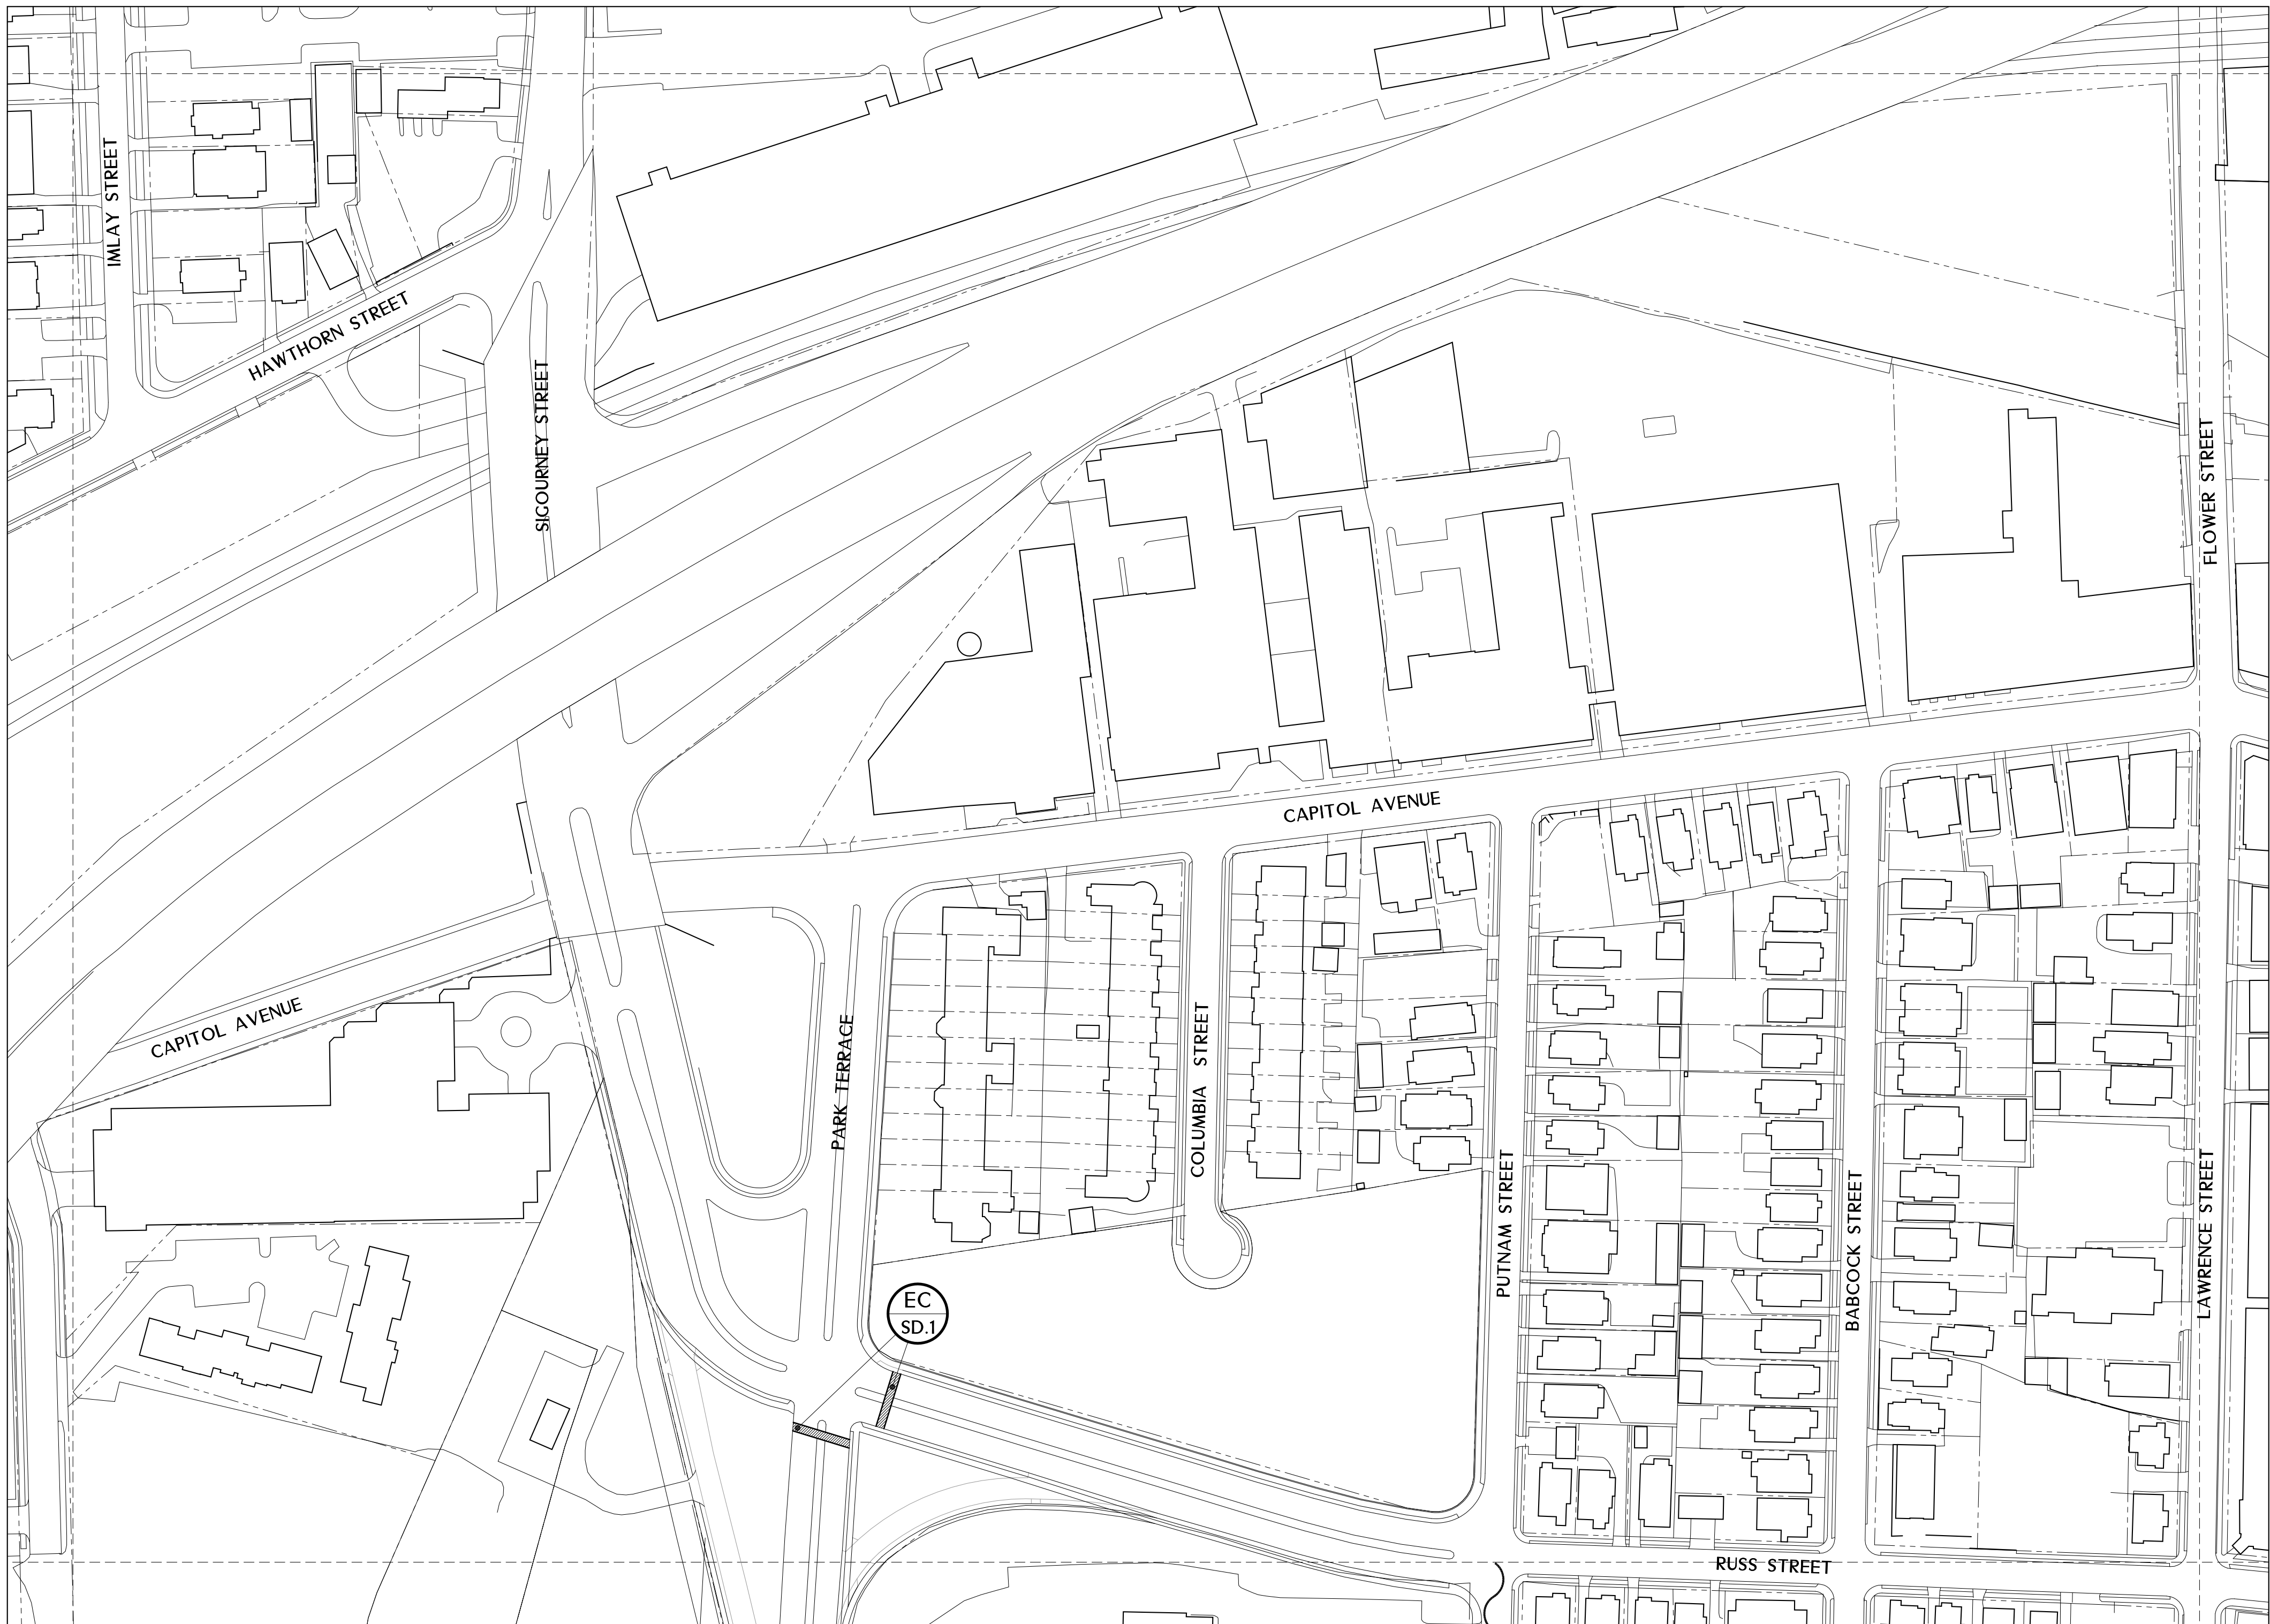 IMLAY STREET
HAWTHORN STREET
SIGOURNEY STREET
FLOWER STREET
CAPITOL AVENUE
CAPITOL AVENUE
PARK TERRACE
COLUMBIA STREET
PUTNAM STREET
BABCOCK STREET
LAWRENCE STREET
EC
SD.1
RUSS STREET